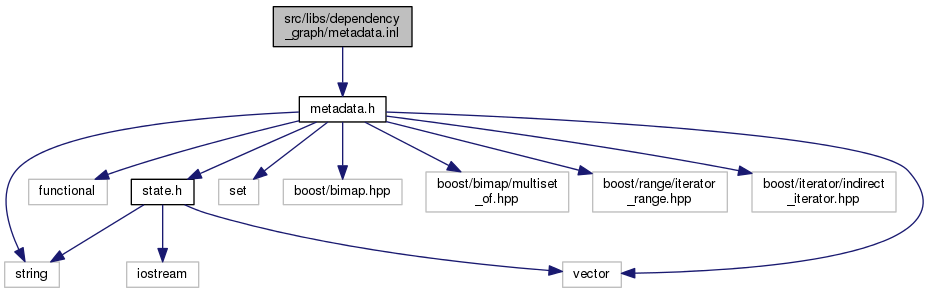 src/libs/dependency
_graph/metadata.inl
metadata.h
functional
state.h
set
boost/bimap.hpp
boost/bimap/multiset
_of.hpp
boost/range/iterator
_range.hpp
boost/iterator/indirect
_iterator.hpp
string
iostream
vector